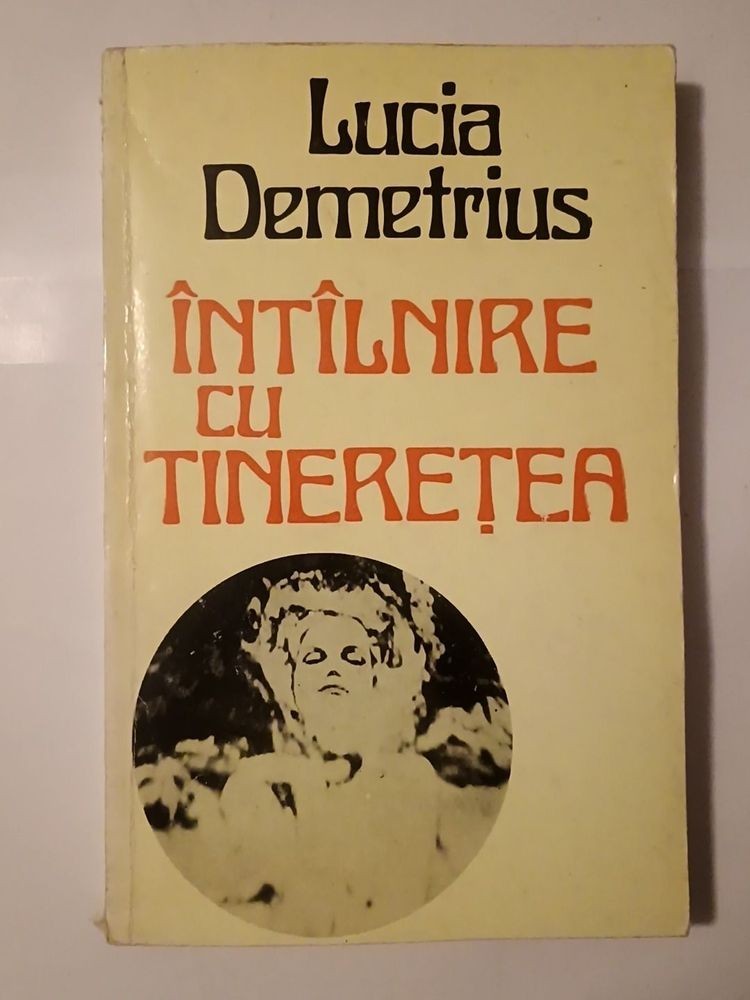 Lucia
Demetrius
ÎNTÎLNIRE
CU
TINEREȚEA